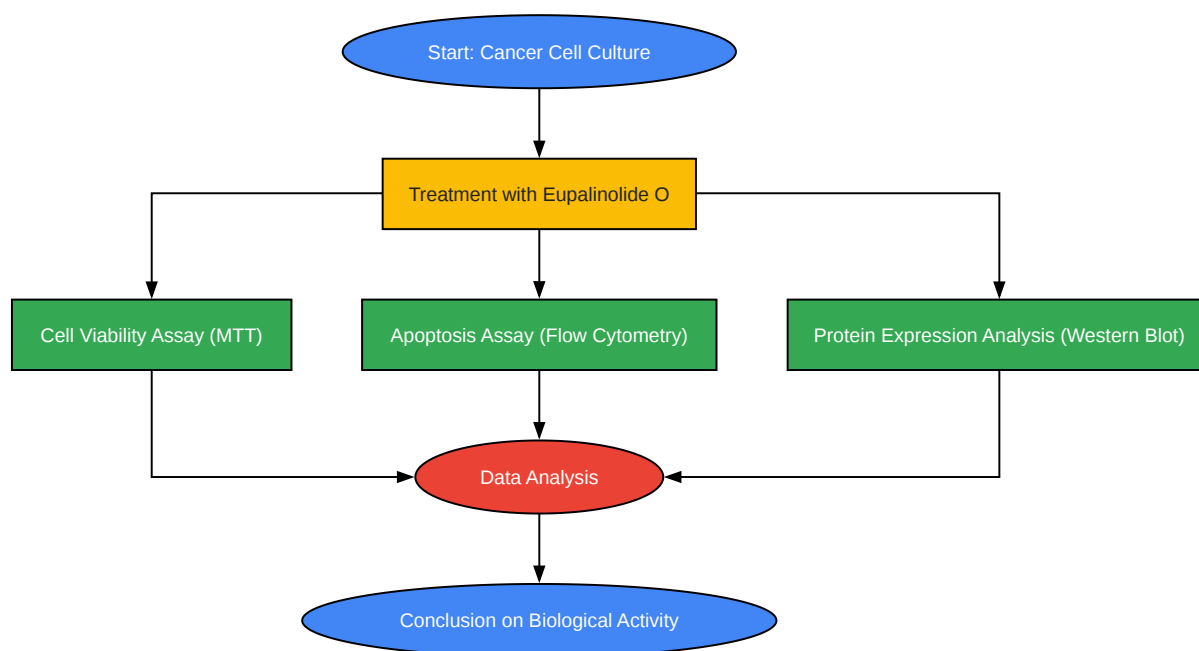 Start: Cancer Cell Culture
Treatment with Eupalinolide O
Cell Viability Assay (MTT)
Apoptosis Assay (Flow Cytometry)
Protein Expression Analysis (Western Blot)
Data Analysis
Conclusion on Biological Activity